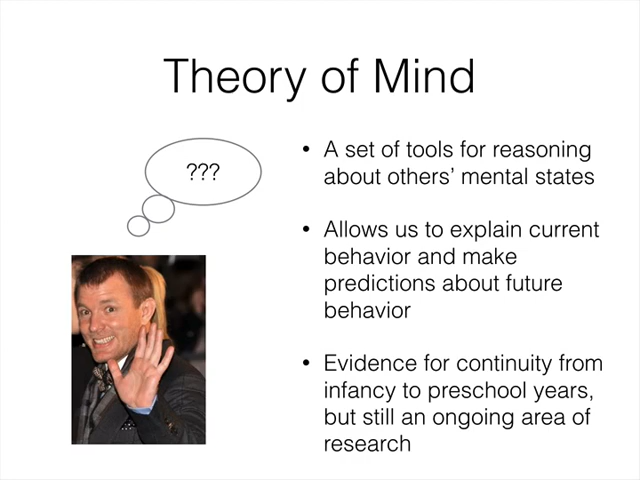 Theory of Mind
???
• A set of tools for reasoning
about others’ mental states
• Allows us to explain current
behavior and make
predictions about future
behavior
• Evidence for continuity from
infancy to preschool years,
but still an ongoing area of
research